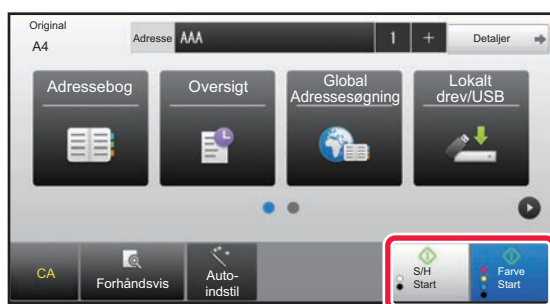 Original
A4
Adresse AAA 1 + Detaljer
Adressebog
Oversigt
Global
Adressesøgning
Lokalt
drev/USB
CA
Forhåndsvis
Auto-
indstil
S/H
Start
Farve
Start